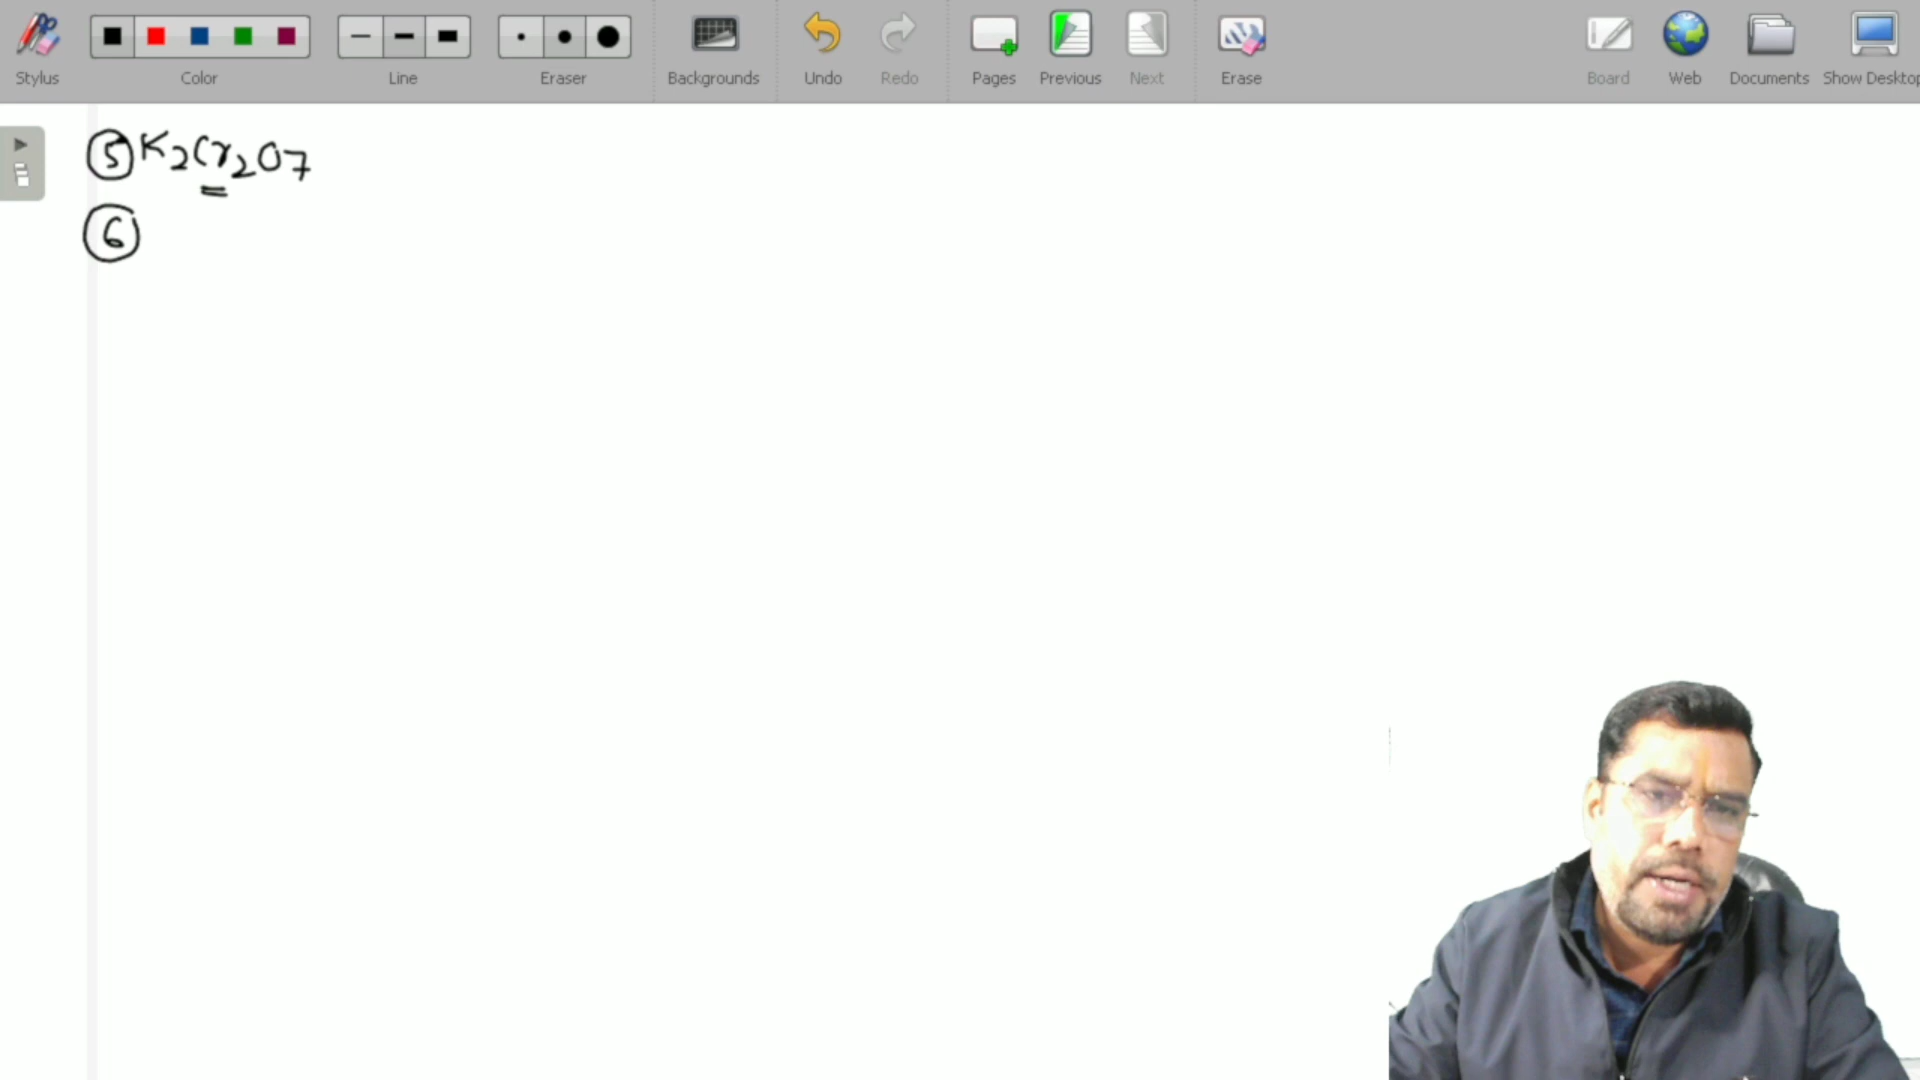 Stylus Color Line Eraser Backgrounds Undo Redo Pages Previous Next Erase Board Web Documents Show Desktop
⑤ K₂Cr₂O₇
⑥